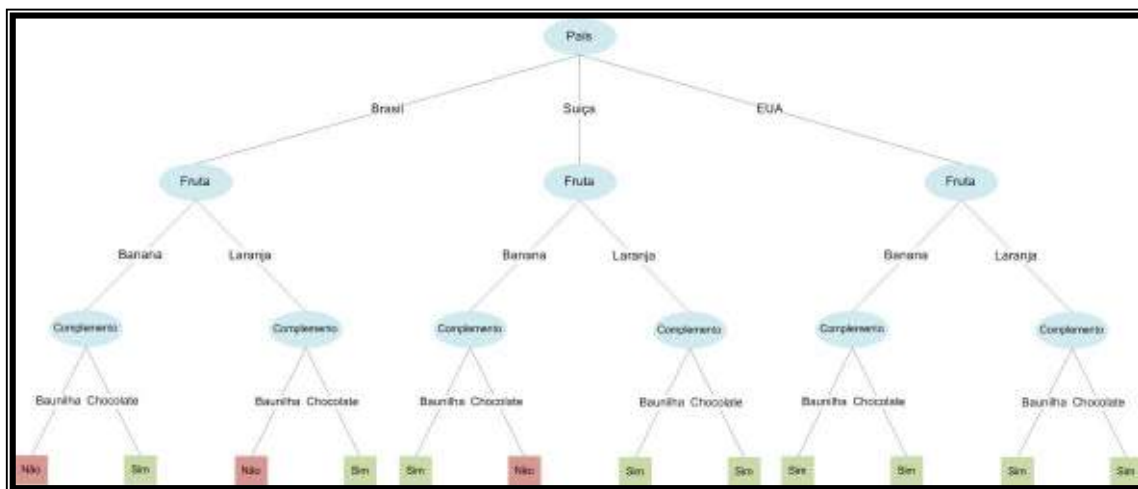 País
Brasil Suiça EUA
Fruta Fruta Fruta
Banana Laranja Banana Laranja Banana Laranja
Complemento Complemento Complemento Complemento Complemento Complemento
Baunilha Chocolate Baunilha Chocolate Baunilha Chocolate Baunilha Chocolate Baunilha Chocolate Baunilha Chocolate
Não Sim Não Sim Sim Não Sim Sim Sim Sim Sim Sim